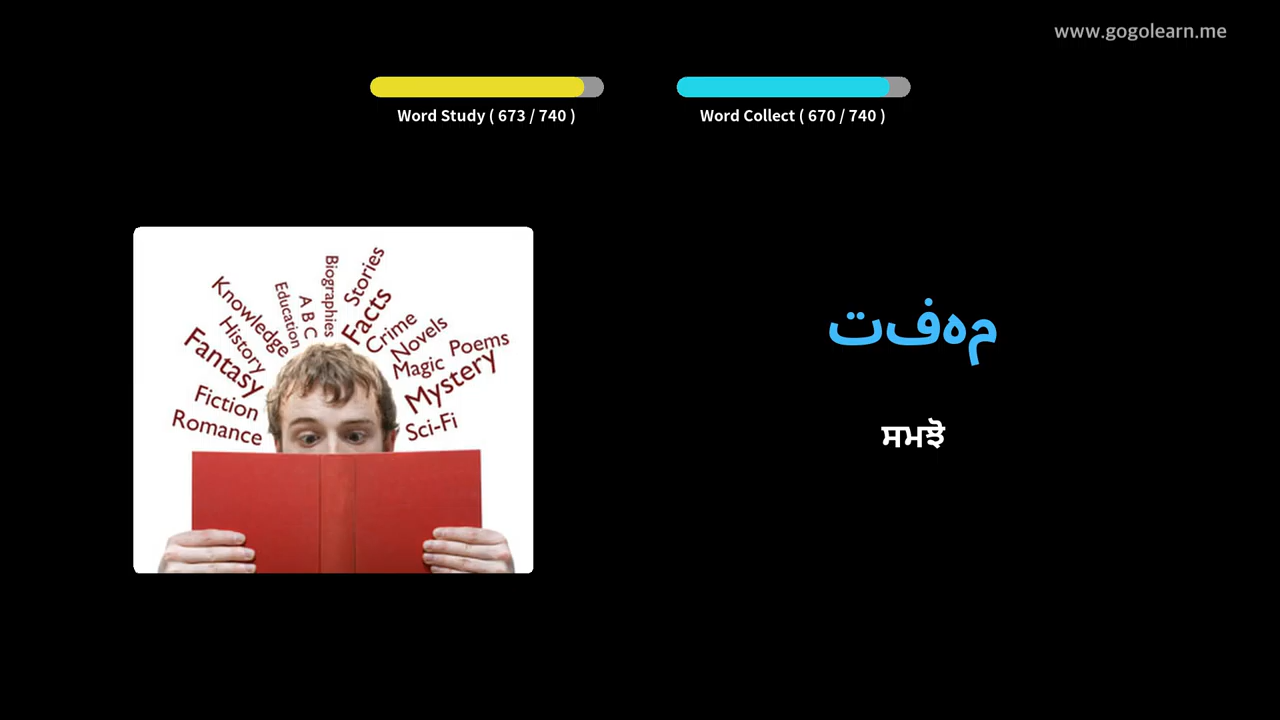 www.gogolearn.me
Word Study ( 673 / 740 )
Word Collect ( 670 / 740 )
Knowledge
Education
A B C
Biographies
Stories
Facts
History
Crime
Novels
Poems
Fantasy
Magic
Mystery
Fiction
Romance
Sci-Fi
تفهم
ਸਮਝੋ